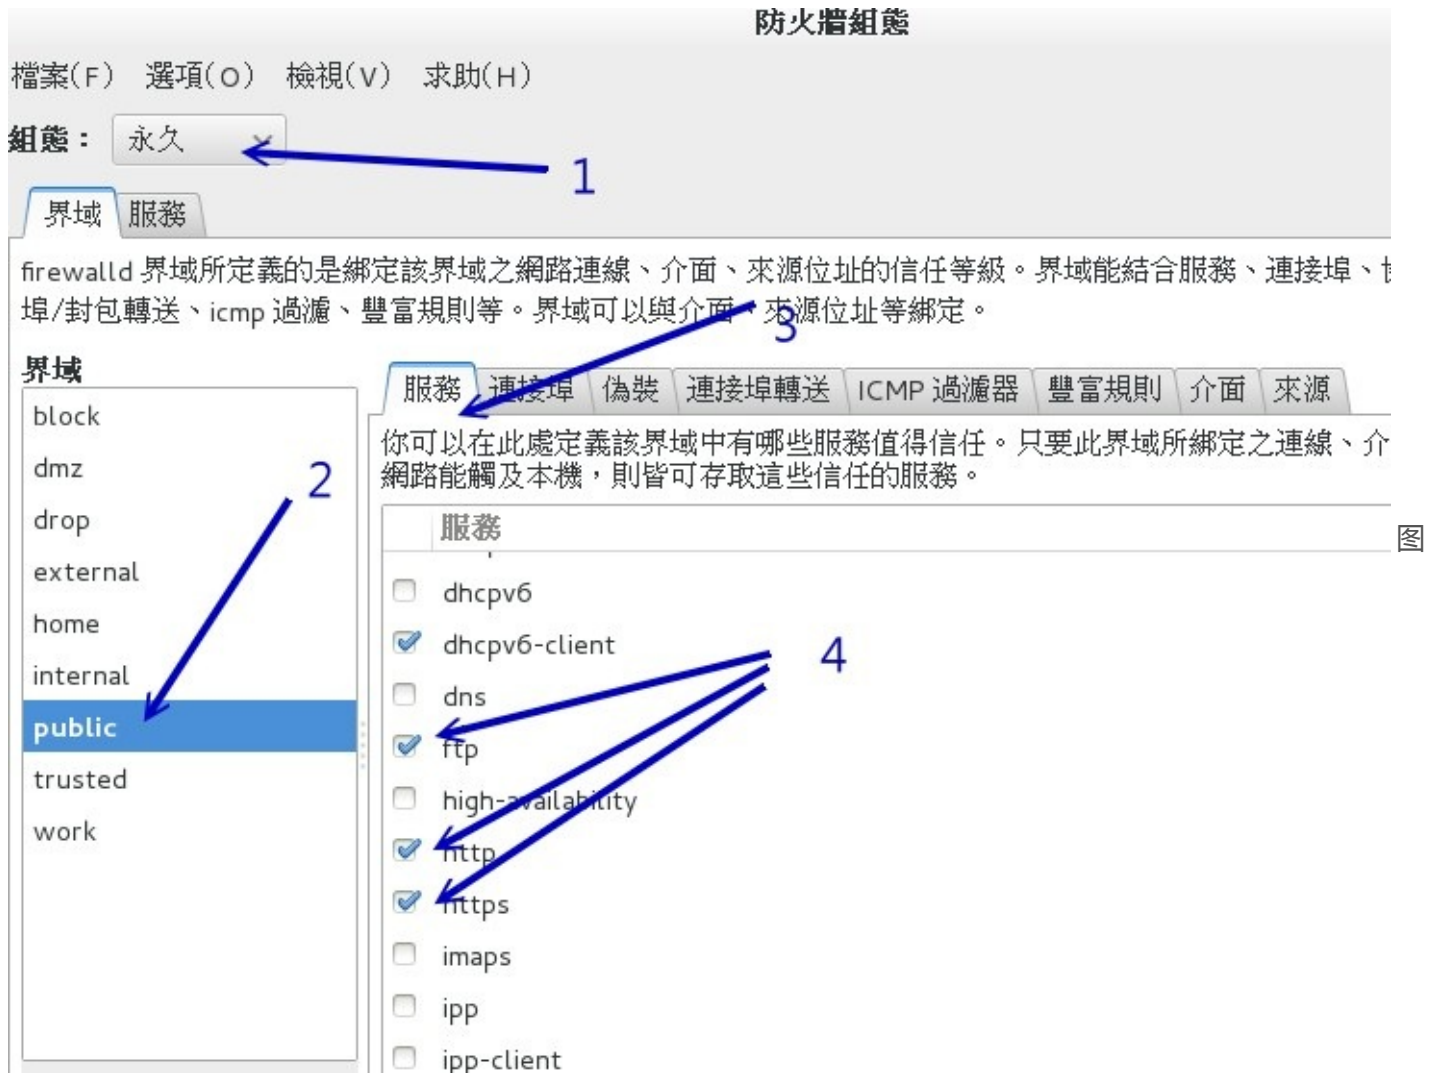 防火牆組態
檔案(F) 選項(O) 檢視(V) 求助(H)
組態： 永久
1
界域 服務
firewalld 界域所定義的是綁定該界域之網路連線、介面、來源位址的信任等級。界域能結合服務、連接埠、
埠/封包轉送、icmp 過濾、豐富規則等。界域可以與介面、來源位址等綁定。
3
界域
服務 連接埠 偽裝 連接埠轉送 ICMP 過濾器 豐富規則 介面 來源
你可以在此處定義該界域中有哪些服務值得信任。只要此界域所綁定之連線、介
網路能觸及本機，則皆可存取這些信任的服務。
block
dmz
drop
external
home
internal
public
trusted
work
2
服務
dhcpv6
dhcpv6-client
dns
ftp
high-availability
http
https
imaps
ipp
ipp-client
4
图